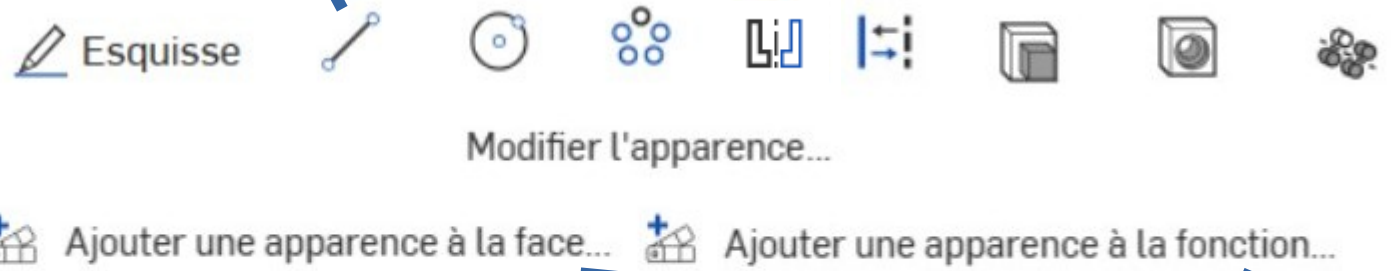 Esquisse
Modifier l'apparence...
Ajouter une apparence à la face... Ajouter une apparence à la fonction...